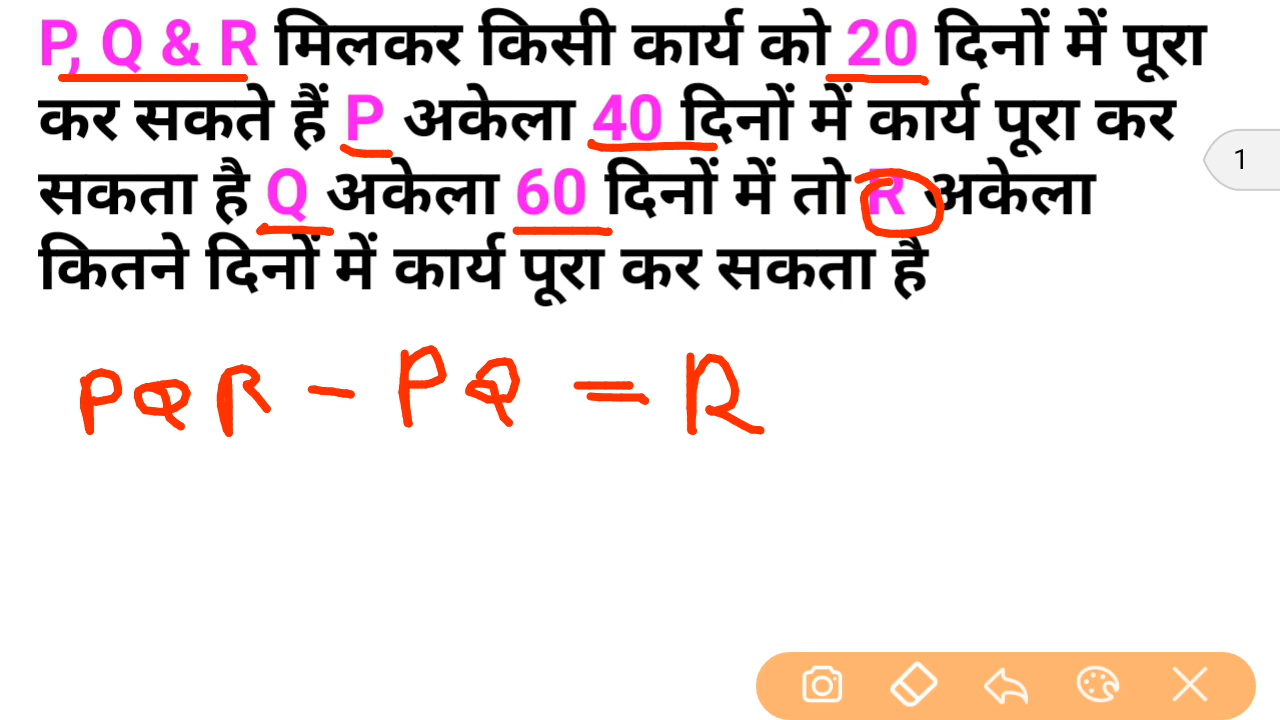 P, Q & R मिलकर किसी कार्य को 20 दिनों में पूरा
कर सकते हैं P अकेला 40 दिनों में कार्य पूरा कर
सकता है Q अकेला 60 दिनों में तो R अकेला
कितने दिनों में कार्य पूरा कर सकता है
PQR - PQ = R
1